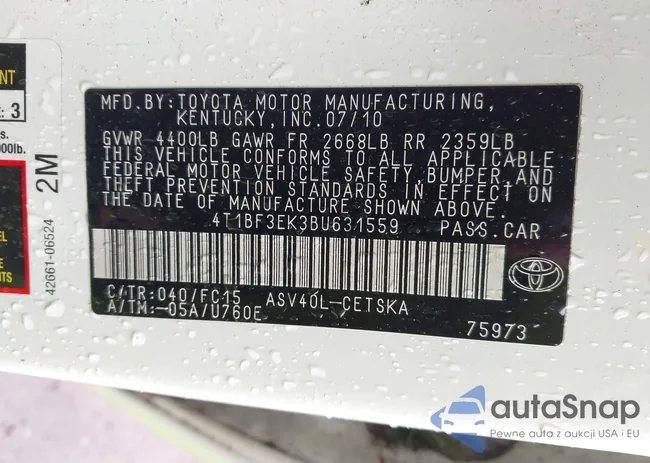 MFD.BY:TOYOTA MOTOR MANUFACTURING,
KENTUCKY,INC.07/10
GVWR 4400LB GAWR FR 2668LB RR 2359LB
THIS VEHICLE CONFORMS TO ALL APPLICABLE
FEDERAL MOTOR VEHICLE SAFETY, BUMPER AND
THEFT PREVENTION STANDARDS IN EFFECT ON
THE DATE OF MANUFACTURE SHOWN ABOVE.
4T1BF3EK3BU631559 PASS.CAR
C/TR:040/FC15 ASV40L-CETSKA
A/TM:-05A/U760E
75973
2M
42661-06524
3
autaSnap
Pewne auta z aukcji USA i EU